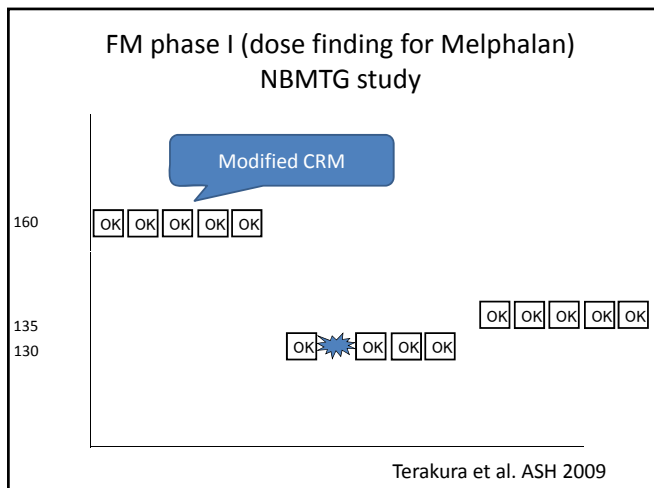 FM phase I (dose finding for Melphalan)
NBMTG study
Modified CRM
160
OK OK OK OK OK
135
OK OK OK OK OK
130
OK OK OK OK
Terakura et al. ASH 2009